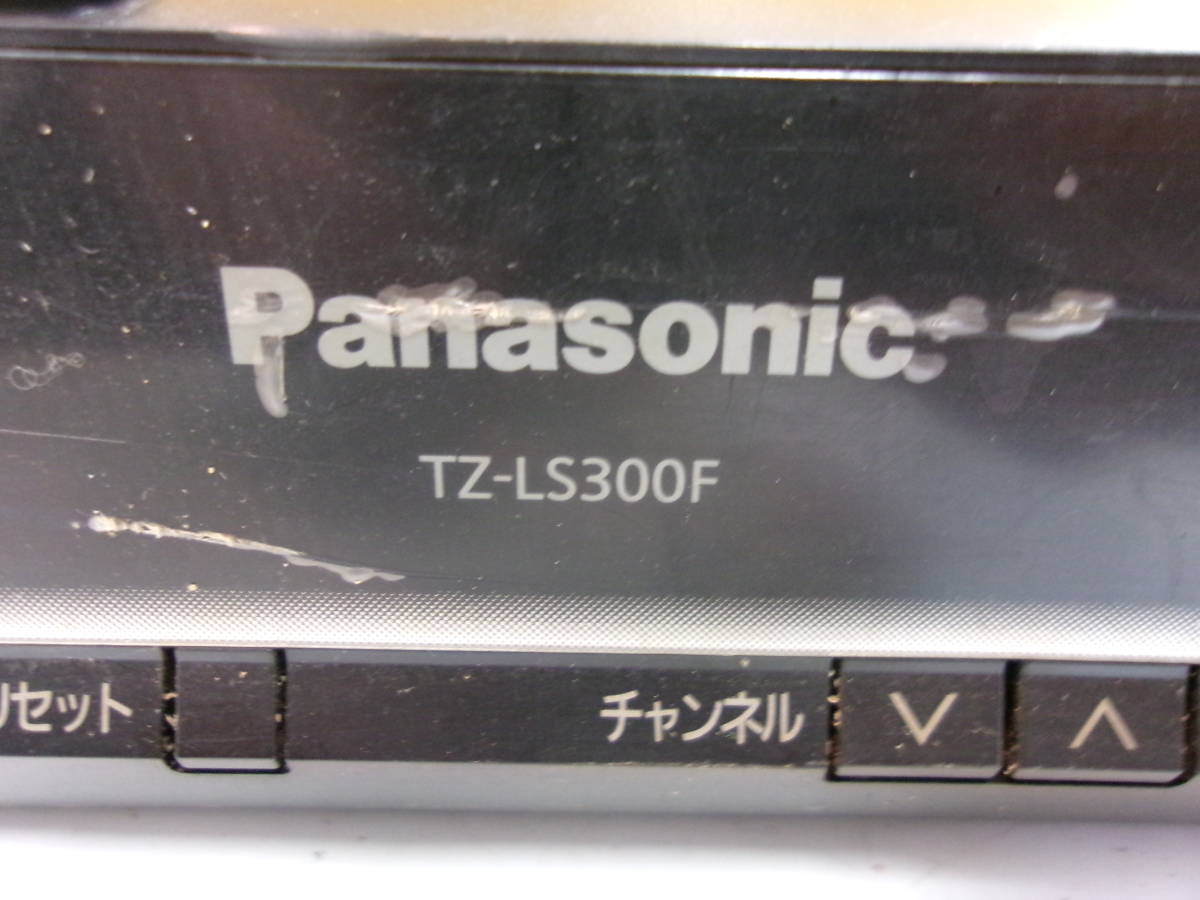 Panasonic
TZ-LS300F
リセット チャンネル ∨ ∧